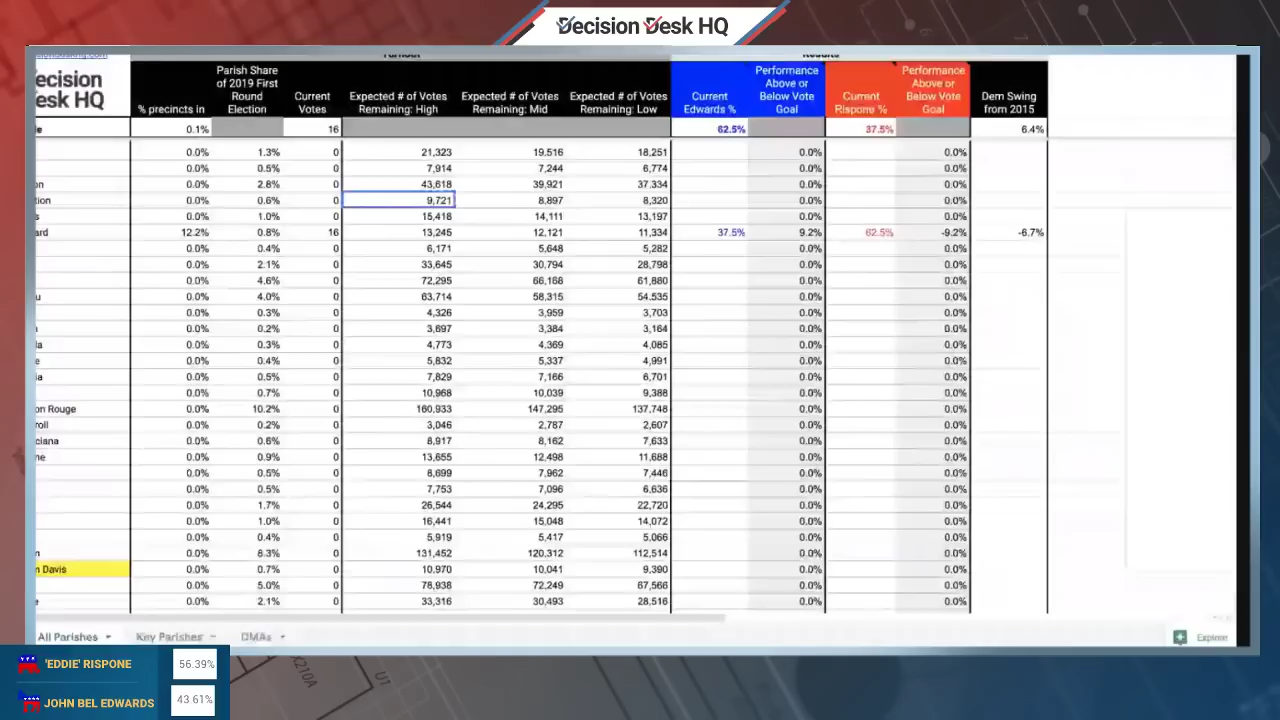 Decision Desk HQ
ecision
esk HQ
Turnout
Results
% precincts in
Parish Share of 2019 First Round Election
Current Votes
Expected # of Votes Remaining: High
Expected # of Votes Remaining: Mid
Expected # of Votes Remaining: Low
Current Edwards %
Performance Above or Below Vote Goal
Current Rispone %
Performance Above or Below Vote Goal
Dem Swing from 2015
e 0.1% 16 62.5% 37.5% 6.4%
0.0% 1.3% 0 21,323 19,516 18,251 0.0% 0.0%
0.0% 0.5% 0 7,914 7,244 6,774 0.0% 0.0%
on 0.0% 2.8% 0 43,618 39,921 37,334 0.0% 0.0%
tion 0.0% 0.6% 0 9,721 8,897 8,320 0.0% 0.0%
s 0.0% 1.0% 0 15,418 14,111 13,197 0.0% 0.0%
ard 12.2% 0.8% 16 13,245 12,121 11,334 37.5% 9.2% 62.5% -9.2% -6.7%
0.0% 0.4% 0 6,171 5,648 5,282 0.0% 0.0%
0.0% 2.1% 0 33,645 30,794 28,798 0.0% 0.0%
0.0% 4.6% 0 72,295 66,168 61,880 0.0% 0.0%
u 0.0% 4.0% 0 63,714 58,315 54,535 0.0% 0.0%
0.0% 0.3% 0 4,326 3,959 3,703 0.0% 0.0%
n 0.0% 0.2% 0 3,697 3,384 3,164 0.0% 0.0%
la 0.0% 0.3% 0 4,773 4,369 4,085 0.0% 0.0%
e 0.0% 0.4% 0 5,832 5,337 4,991 0.0% 0.0%
ia 0.0% 0.5% 0 7,829 7,166 6,701 0.0% 0.0%
0.0% 0.7% 0 10,968 10,039 9,388 0.0% 0.0%
on Rouge 0.0% 10.2% 0 160,933 147,295 137,748 0.0% 0.0%
roll 0.0% 0.2% 0 3,046 2,787 2,607 0.0% 0.0%
ciana 0.0% 0.6% 0 8,917 8,162 7,633 0.0% 0.0%
ne 0.0% 0.9% 0 13,655 12,498 11,688 0.0% 0.0%
0.0% 0.5% 0 8,699 7,962 7,446 0.0% 0.0%
0.0% 0.5% 0 7,753 7,096 6,636 0.0% 0.0%
0.0% 1.7% 0 26,544 24,295 22,720 0.0% 0.0%
0.0% 1.0% 0 16,441 15,048 14,072 0.0% 0.0%
0.0% 0.4% 0 5,919 5,417 5,066 0.0% 0.0%
n 0.0% 8.3% 0 131,452 120,312 112,514 0.0% 0.0%
n Davis 0.0% 0.7% 0 10,970 10,041 9,390 0.0% 0.0%
0.0% 5.0% 0 78,938 72,249 67,566 0.0% 0.0%
e 0.0% 2.1% 0 33,316 30,493 28,516 0.0% 0.0%
All Parishes Key Parishes DMAs Explore
'EDDIE' RISPONE 56.39%
JOHN BEL EDWARDS 43.61%
X210A
U1